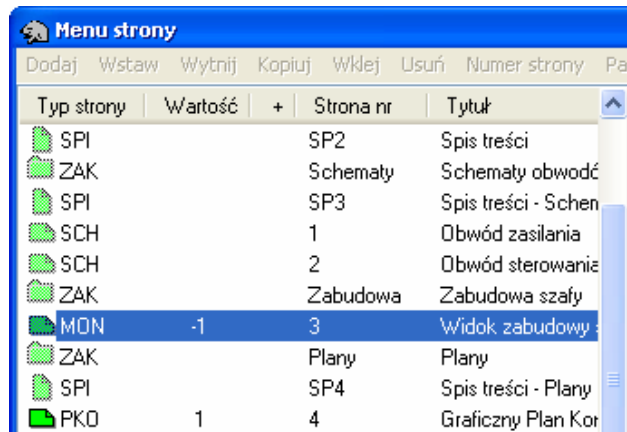 Menu strony
Dodaj Wstaw Wytnij Kopiuj Wklej Usuń Numer strony Pa
Typ strony Wartość + Strona nr Tytuł
SPI SP2 Spis treści
ZAK Schematy Schematy obwodó
SPI SP3 Spis treści - Schem
SCH 1 Obwód zasilania
SCH 2 Obwód sterowania
ZAK Zabudowa Zabudowa szafy
MON -1 3 Widok zabudowy s
ZAK Plany Plany
SPI SP4 Spis treści - Plany
PKO 1 4 Graficzny Plan Kor